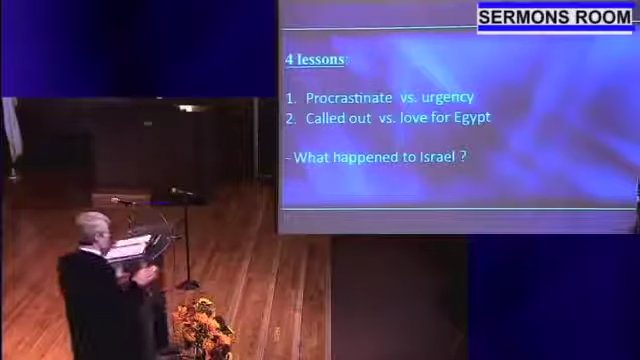 SERMONS ROOM
4 lessons:
1. Procrastinate vs. urgency
2. Called out vs. love for Egypt
- What happened to Israel ?